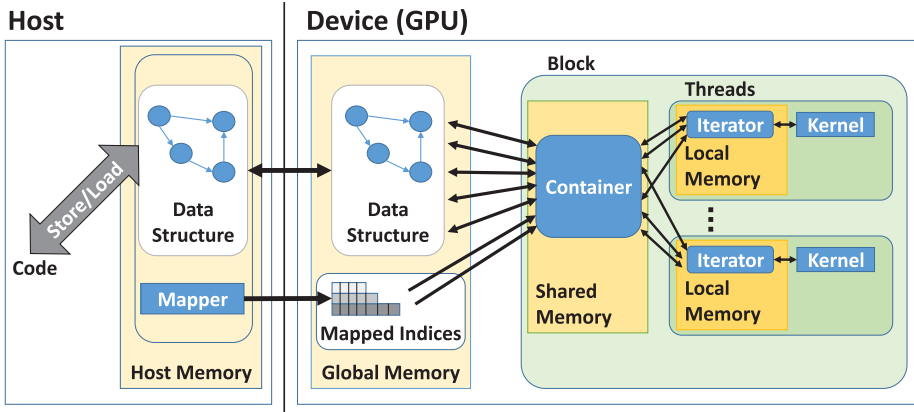 Host
Device (GPU)
Store/Load
Code
Data
Structure
Mapper
Host Memory
Data
Structure
Mapped Indices
Global Memory
Block
Container
Shared
Memory
Threads
Iterator
Kernel
Local
Memory
Iterator
Kernel
Local
Memory